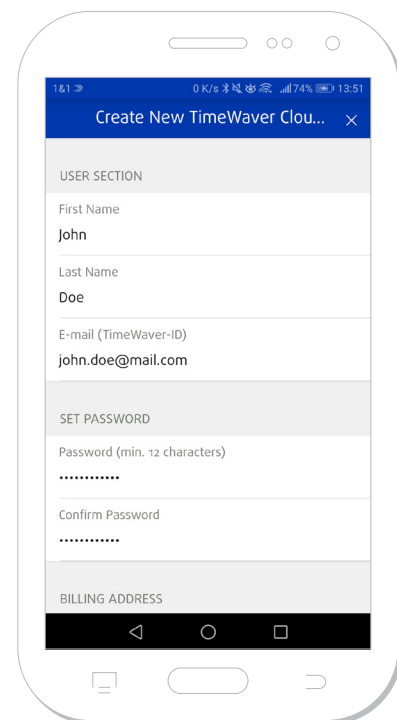 1&1 0 K/s 74% 13:51
Create New TimeWaver Clou...
USER SECTION
First Name
John
Last Name
Doe
E-mail (TimeWaver-ID)
john.doe@mail.com
SET PASSWORD
Password (min. 12 characters)
••••••••••••
Confirm Password
••••••••••••
BILLING ADDRESS